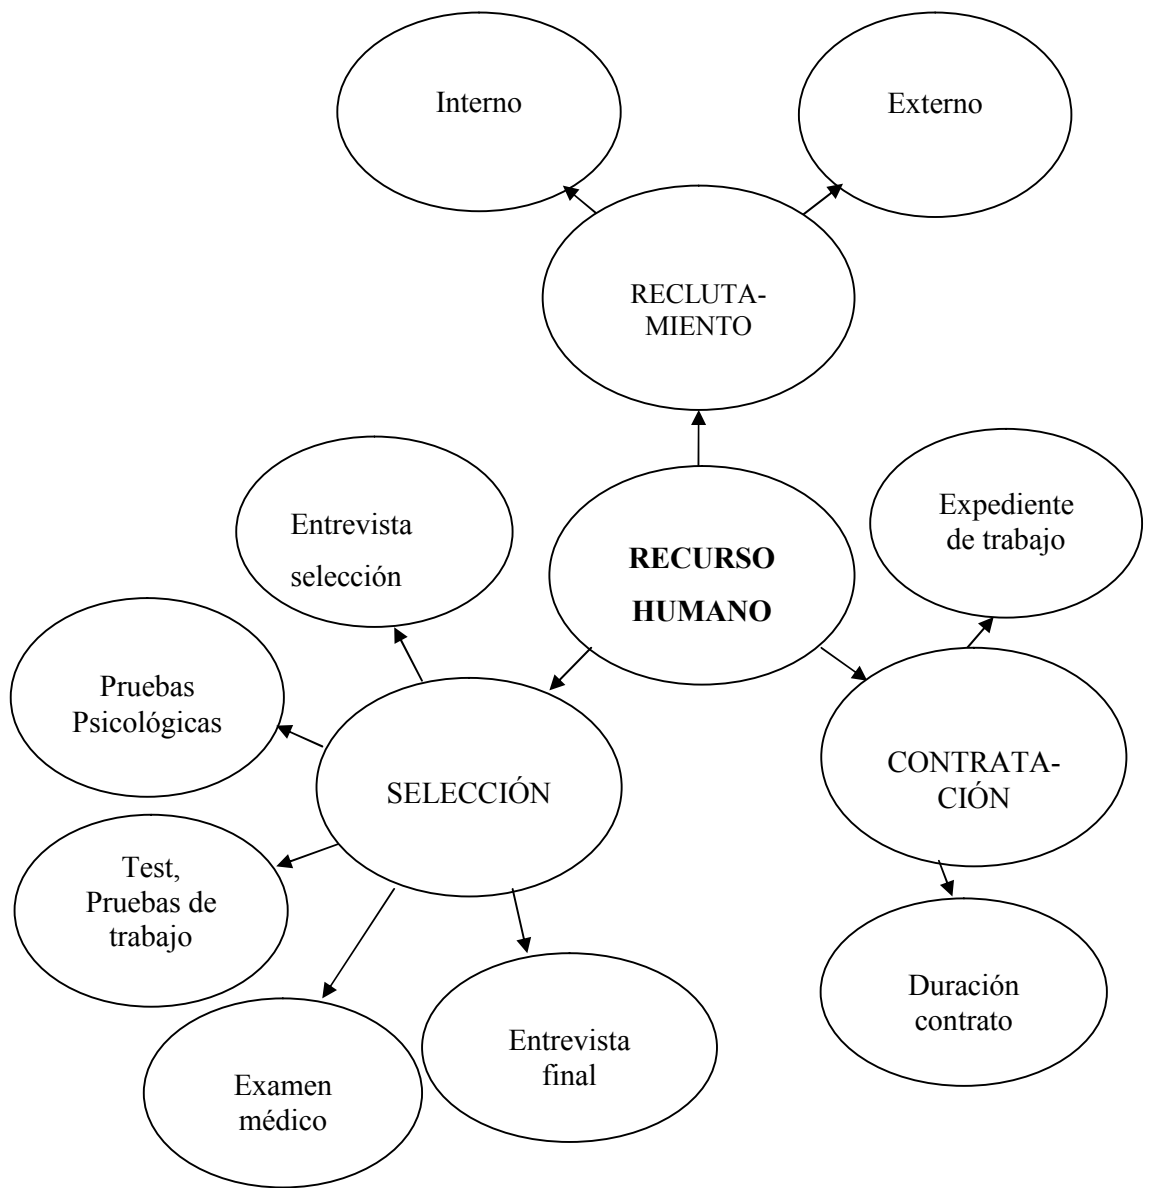 Interno
Externo
RECLUTA-
MIENTO
Entrevista
selección
RECURSO
HUMANO
Expediente
de trabajo
Pruebas
Psicológicas
SELECCIÓN
CONTRATA-
CIÓN
Test,
Pruebas de
trabajo
Duración
contrato
Entrevista
final
Examen
médico